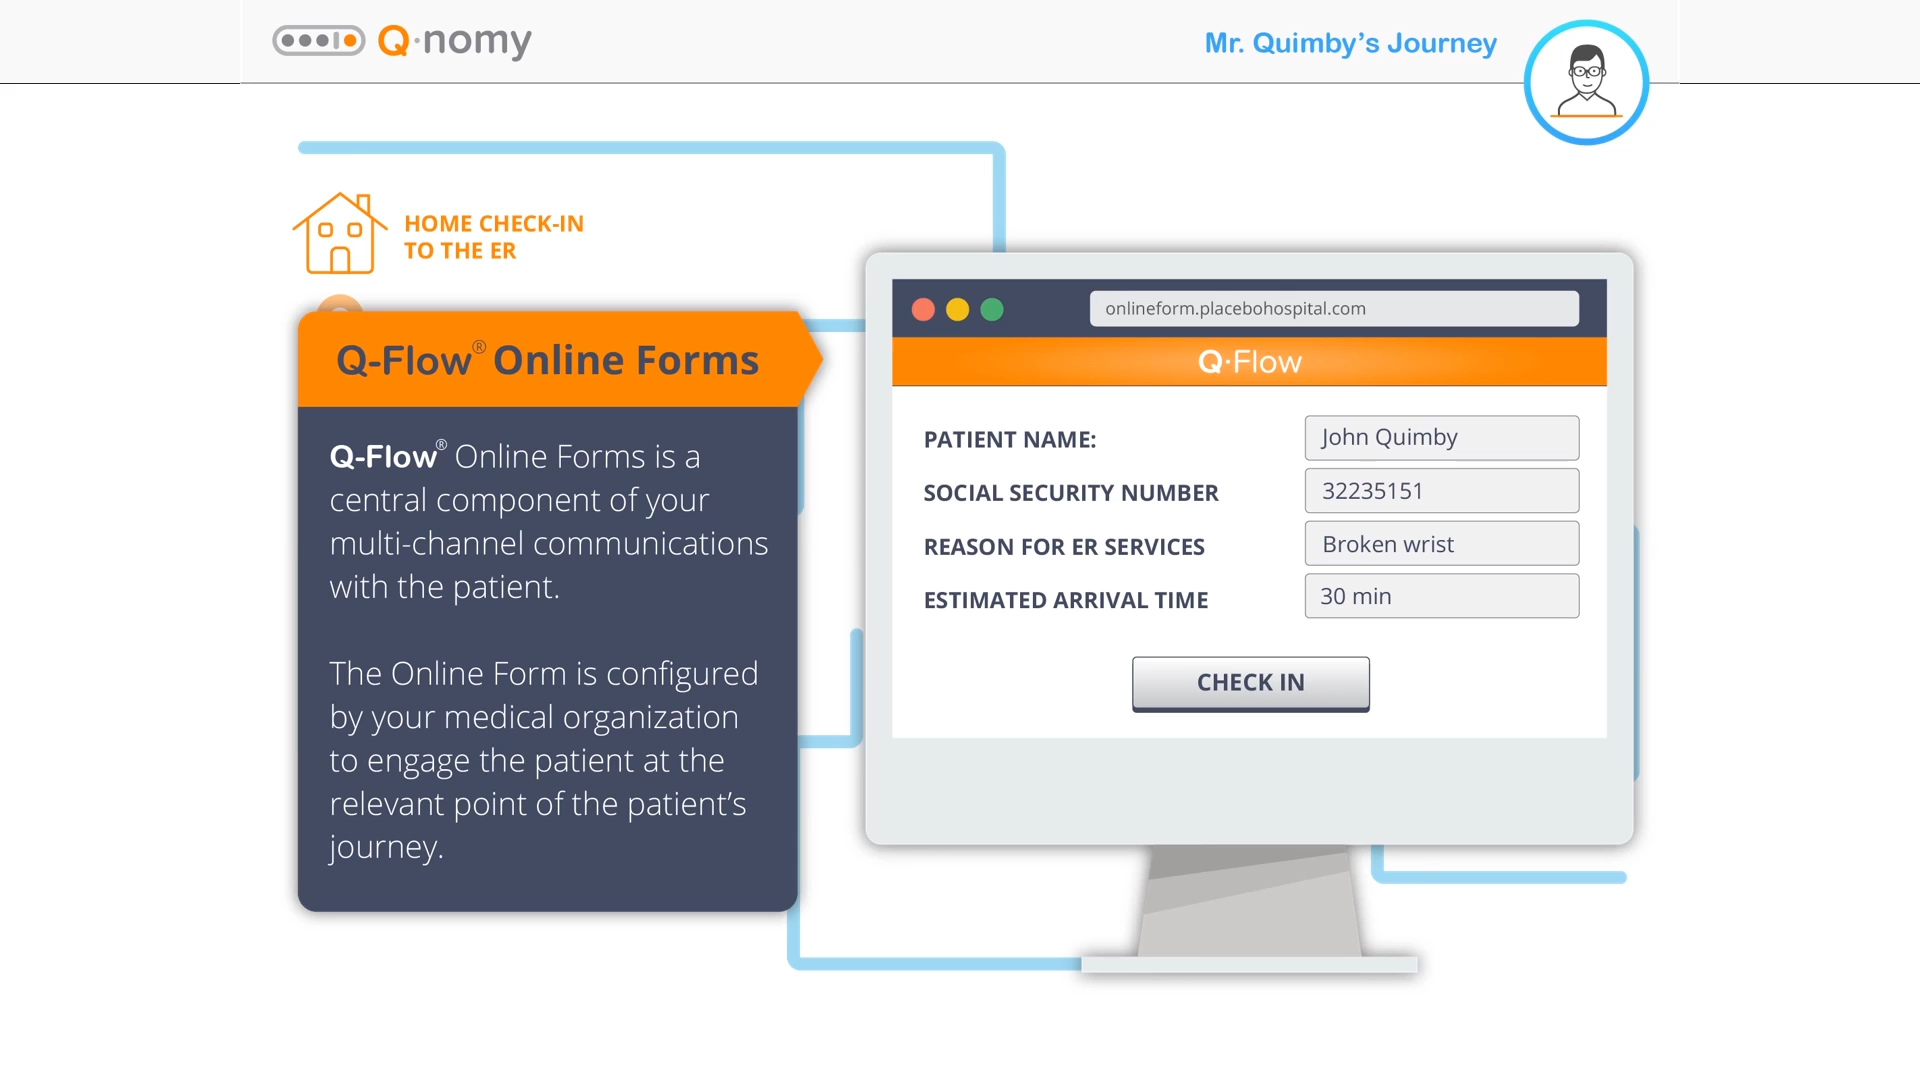 Q·nomy
Mr. Quimby’s Journey
HOME CHECK-IN
TO THE ER
Q-Flow® Online Forms
Q-Flow® Online Forms is a
central component of your
multi-channel communications
with the patient.
The Online Form is configured
by your medical organization
to engage the patient at the
relevant point of the patient’s
journey.
onlineform.placebohospital.com
Q·Flow
PATIENT NAME: John Quimby
SOCIAL SECURITY NUMBER 32235151
REASON FOR ER SERVICES Broken wrist
ESTIMATED ARRIVAL TIME 30 min
CHECK IN